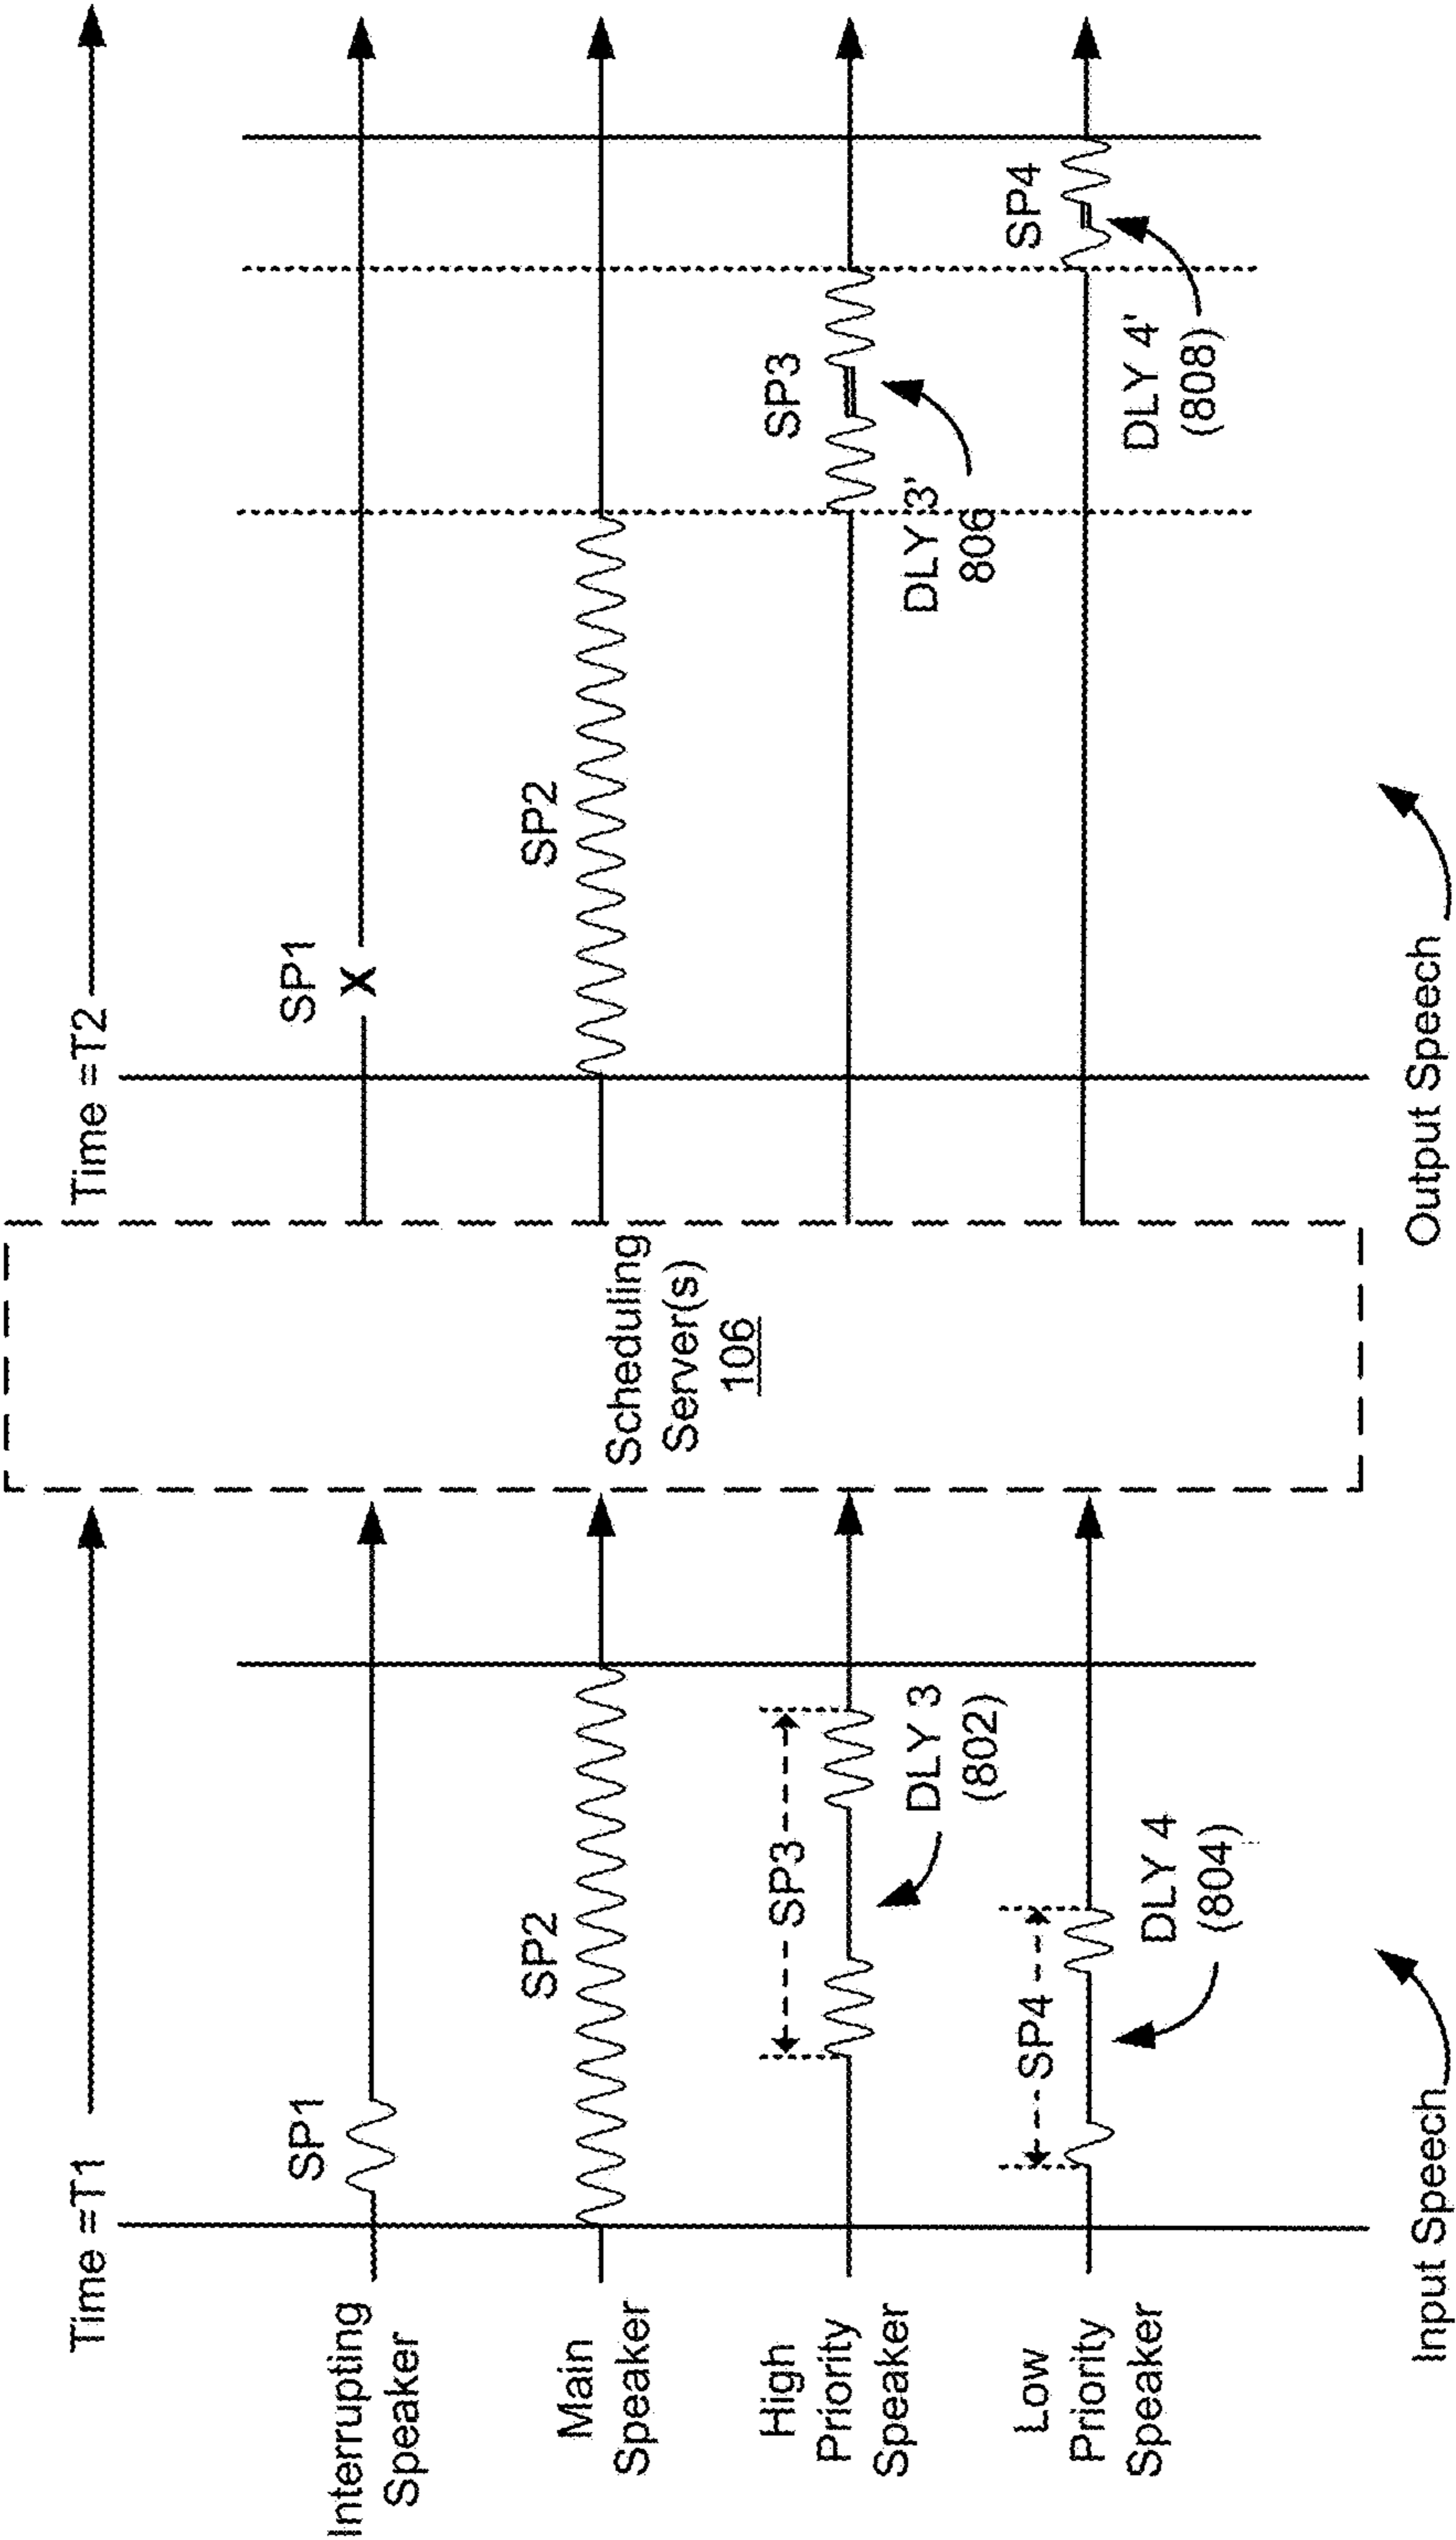 Time =T1
Time =T2
Interrupting
Speaker
SP1
SP1
X
Main
Speaker
SP2
Scheduling
Server(s)
106
SP2
High
Priority
Speaker
SP3
DLY 3
(802)
SP3
DLY 3'
806
Low
Priority
Speaker
SP4
DLY 4
(804)
SP4
DLY 4'
(808)
Input Speech
Output Speech